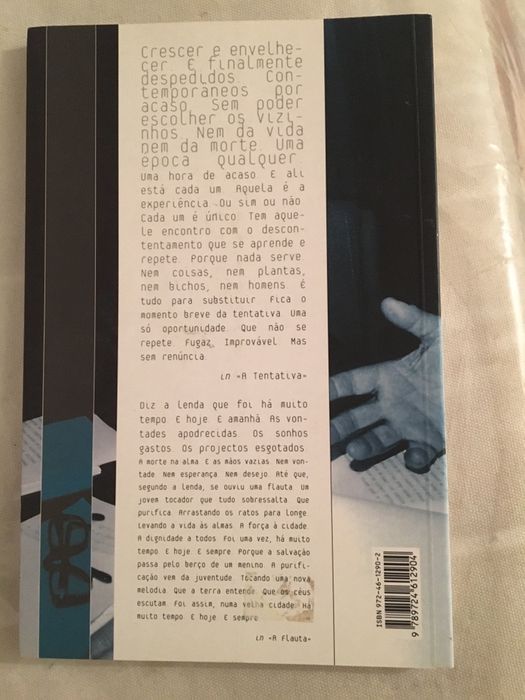 Crescer e envelhe-
cer. E finalmente
despedidos. Con-
temporaneos por
acaso. Sem poder
escolher os vizi-
nhos. Nem da vida
nem da morte. Uma
epoca qualquer.
Uma hora de acaso. E ali
está cada um. Aquela é a
experiência. Ou sim ou não.
Cada um é único. Tem aque-
le encontro com o descon-
tentamento que se aprende e
repete. Porque nada serve.
Nem coisas, nem plantas,
nem bichos, nem homens. É
tudo para substituir. Fica o
momento breve da tentativa. Uma
só oportunidade. Que não se
repete. Fugaz. Improvável. Mas
sem renúncia.
in «A Tentativa»
Diz a lenda que foi há muito
tempo. E hoje. E amanhã. As von-
tades apodrecidas. Os sonhos
gastos. Os projectos esgotados.
A morte na alma. E as mãos vazias. Nem von-
tade. Nem esperança. Nem desejo. Até que,
segundo a lenda, se ouviu uma flauta. Um
jovem tocador que tudo sobressalta. Que
purifica. Arrastando os ratos para longe.
Levando a vida às almas. A força à cidade.
A dignidade a todos. Foi uma vez, há muito
tempo. E hoje. E sempre. Porque a salvação
passa pelo berço de um menino. A purifi-
cação vem da juventude. Tocando uma nova
melodia. Que a terra entende. Que os céus
escutam. Foi assim, numa velha cidade. Há
muito tempo. E hoje. E sempre.
in «A Flauta»
ISBN 972-46-1290-2
9 789724 612904